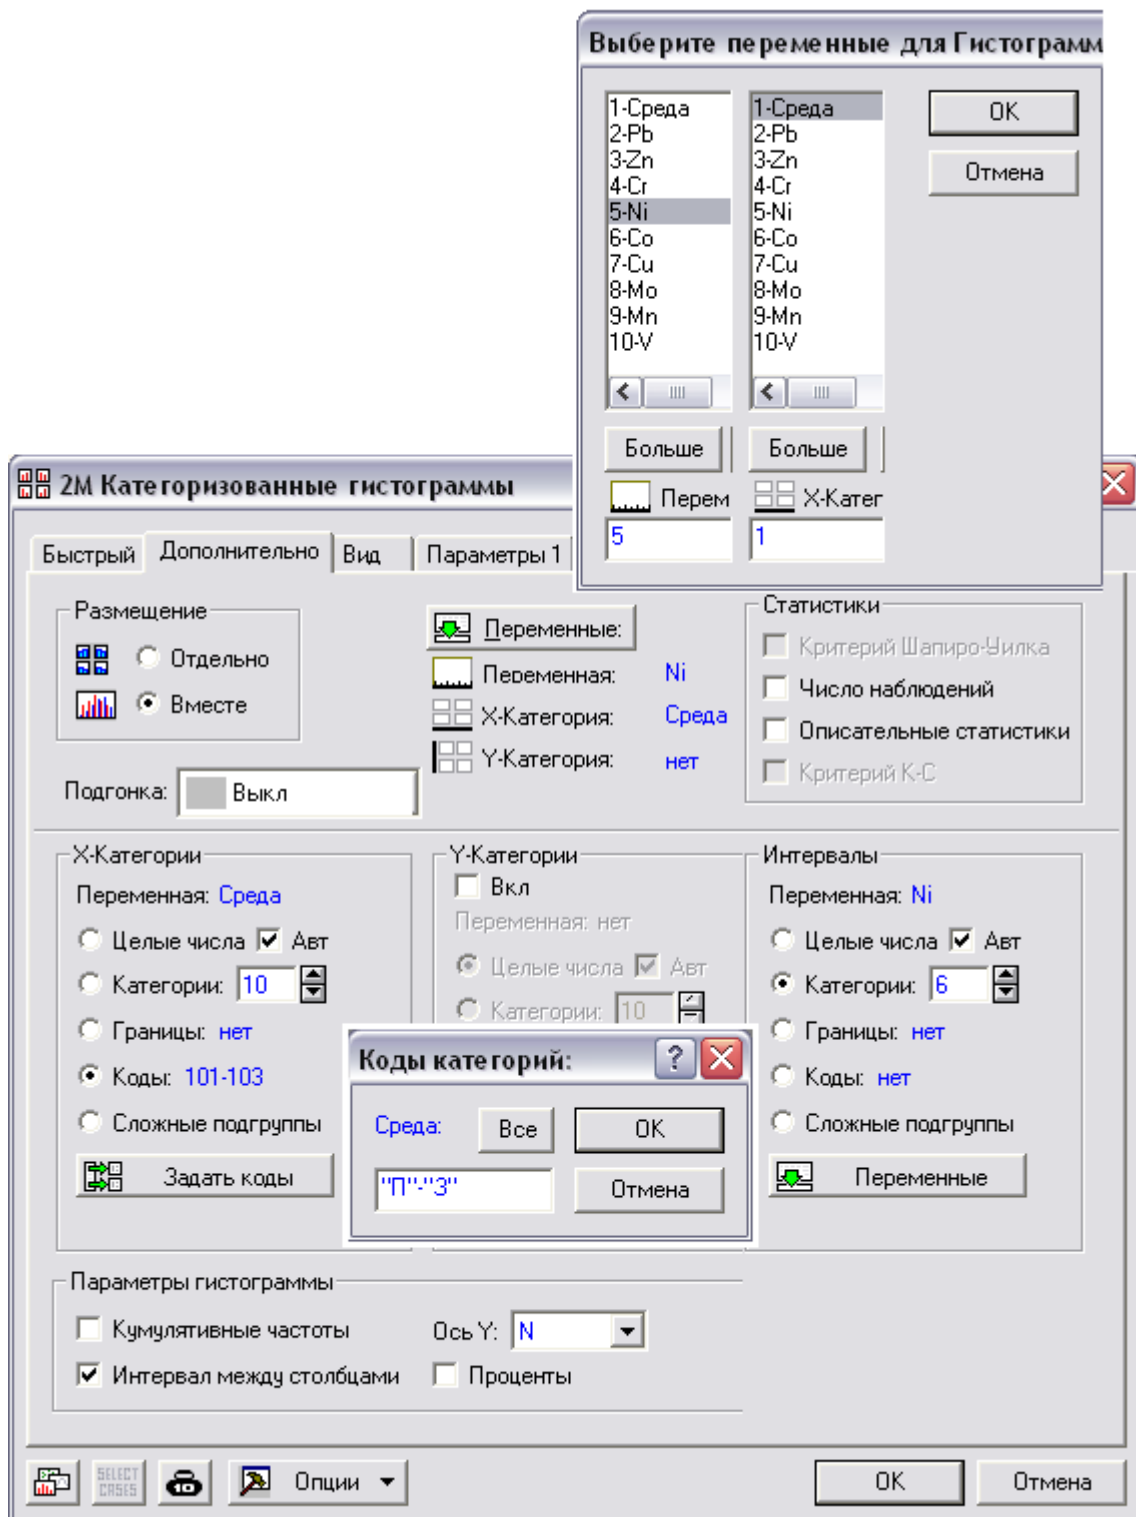 Выберите переменные для Гистограмм
1-Среда
2-Pb
3-Zn
4-Cr
5-Ni
6-Co
7-Cu
8-Mo
9-Mn
10-V
1-Среда
2-Pb
3-Zn
4-Cr
5-Ni
6-Co
7-Cu
8-Mo
9-Mn
10-V
OK
Отмена
Больше
Больше
Перем
X-Катег
5
1
2М Категоризованные гистограммы
Быстрый
Дополнительно
Вид
Параметры 1
Размещение
Отдельно
Вместе
Подгонка: Выкл
Переменные:
Переменная: Ni
X-Категория: Среда
Y-Категория: нет
Статистики
Критерий Шапиро-Уилка
Число наблюдений
Описательные статистики
Критерий К-С
X-Категории
Переменная: Среда
Целые числа Авт
Категории: 10
Границы: нет
Коды: 101-103
Сложные подгруппы
Задать коды
Y-Категории
Вкл
Переменная: нет
Целые числа Авт
Категории: 10
Интервалы
Переменная: Ni
Целые числа Авт
Категории: 6
Границы: нет
Коды: нет
Сложные подгруппы
Переменные
Коды категорий:
?
Среда: Все OK
"П"-"З" Отмена
Параметры гистограммы
Кумулятивные частоты
Ось Y: N
Интервал между столбцами
Проценты
SELECT
CASES
10
Опции
OK
Отмена